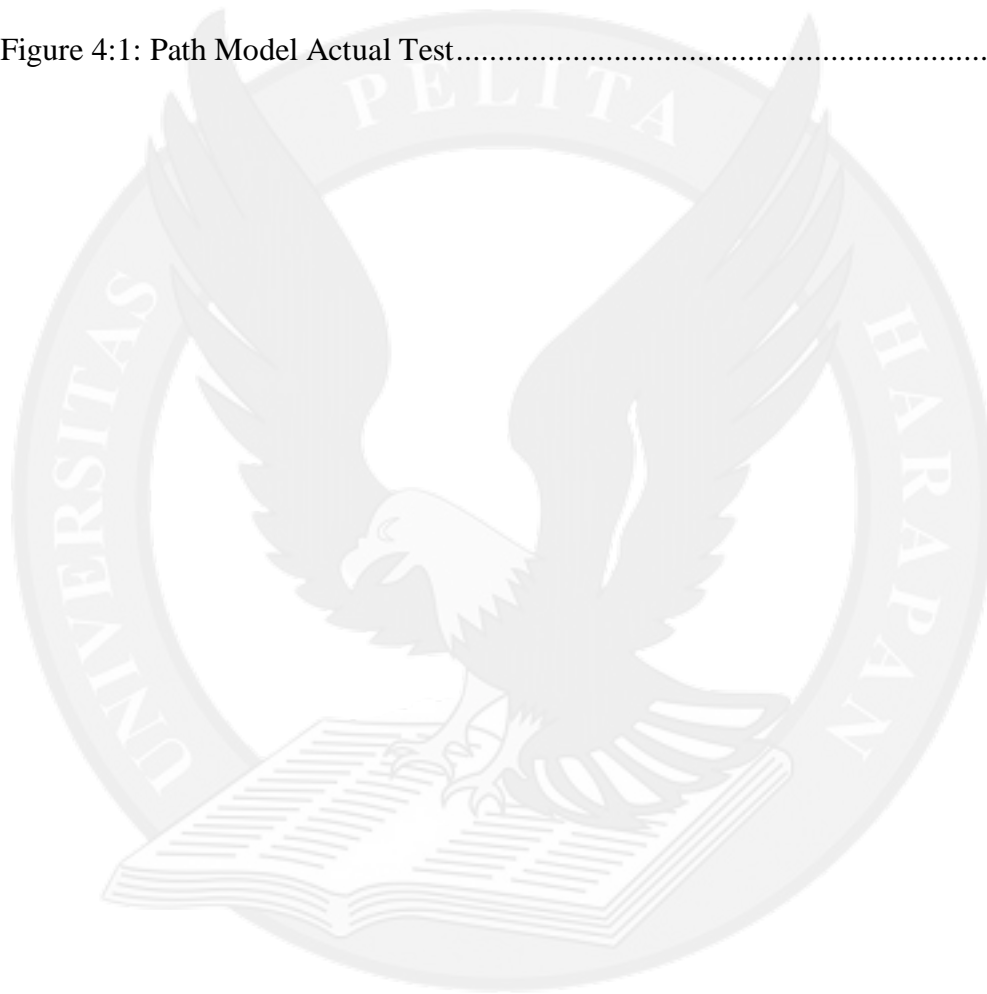 Figure 4:1: Path Model Actual Test................................................................
PELITA
UNIVERSITAS
HARAPAN